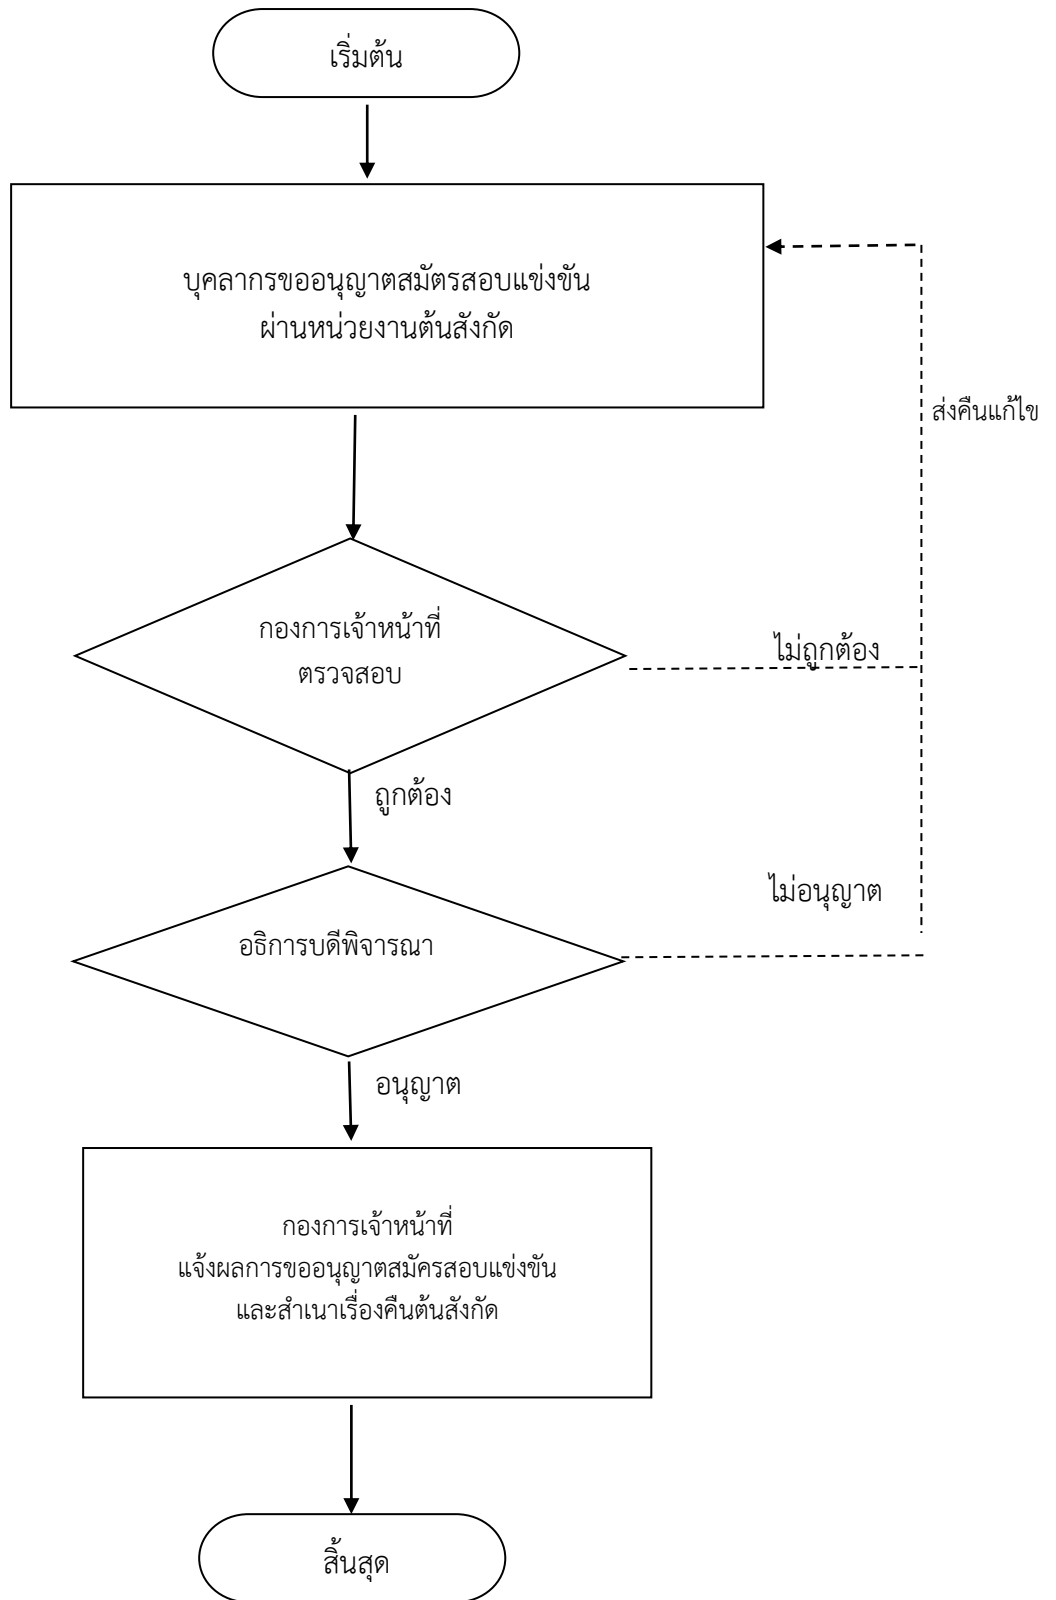 เริ่มต้น
บุคลากรขออนุญาตสมัตรสอบแข่งขัน
ผ่านหน่วยงานต้นสังกัด
ส่งคืนแก้ไข
กองการเจ้าหน้าที่
ตรวจสอบ
ไม่ถูกต้อง
ถูกต้อง
ไม่อนุญาต
อธิการบดีพิจารณา
อนุญาต
กองการเจ้าหน้าที่
แจ้งผลการขออนุญาตสมัครสอบแข่งขัน
และสำเนาเรื่องคืนต้นสังกัด
สิ้นสุด